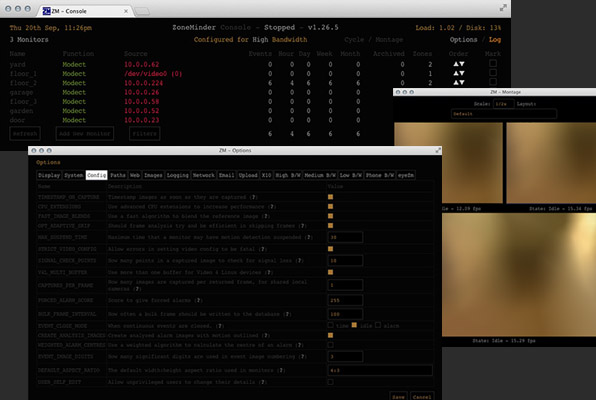 ZM - Console
Thu 20th Sep, 11:26pm
ZoneMinder Console - Stopped - v1.26.5
Load: 1.02 / Disk: 13%
3 Monitors
Configured for High Bandwidth
Cycle / Montage
Options / Log
Name Function Source Events Hour Day Week Month Archived Zones Order Mark
yard Modect 10.0.0.62 0 0 0 0 0 0 2
floor_1 Modect /dev/video0 (0) 0 0 0 0 0 0 1
floor_2 Modect 10.0.0.224 6 4 6 6 6 0 2
garage Modect 10.0.0.26 0 0 0 0 0
Modect 10.0.0.58 0 0 0 0 0
garden Modect 10.0.0.52 0 0 0 0 0
door Modect 10.0.0.23 0 0 0 0 0
Refresh Add New Monitor Filters 6 4 6 6 6
ZM - Montage
Scale: Layout:
Default
State: Idle - 15.24 fps
ZM - Options
Options
Display System Config Paths Web Images Logging Network Email Upload X10 High B/W Medium B/W Low B/W Phone B/W eyeZm
Name Description Value
TIMESTAMP_ON_CAPTURE Timestamp images as soon as they are captured (?)
CPU_EXTENSIONS Use advanced CPU extensions to increase performance (?)
FAST_IMAGE_BLENDS Use a fast algorithm to blend the reference image (?)
OPT_ADAPTIVE_SKIP Should frame analysis try and be efficient in skipping frames (?)
MAX_SUSPEND_TIME Maximum time that a monitor may have motion detection suspended (?) 30
STRICT_VIDEO_CONFIG Allow errors in setting video config to be fatal (?)
SIGNAL_CHECK_POINTS How many points in a captured image to check for signal loss (?) 10
V4L_MULTI_BUFFER Use more than one buffer for Video 4 Linux devices (?)
CAPTURES_PER_FRAME How many images are captured per returned frame, for shared local cameras (?) 1
FORCED_ALARM_SCORE Score to give forced alarms (?) 255
BULK_FRAME_INTERVAL How often a bulk frame should be written to the database (?) 100
EVENT_CLOSE_MODE When continuous events are closed, (?) time idle alarm
CREATE_ANALYSIS_IMAGES Create analysed alarm images with motion outlined (?)
WEIGHTED_ALARM_CENTRES Use a weighted algorithm to calculate the centre of an alarm (?)
EVENT_IMAGE_DIGITS How many significant digits are used in event image numbering (?) 3
DEFAULT_ASPECT_RATIO The default width:height aspect ratio used in monitors (?) 4:3
USER_SELF_EDIT Allow unprivileged users to change their details (?)
Save Cancel
State: Idle - 15.29 fps